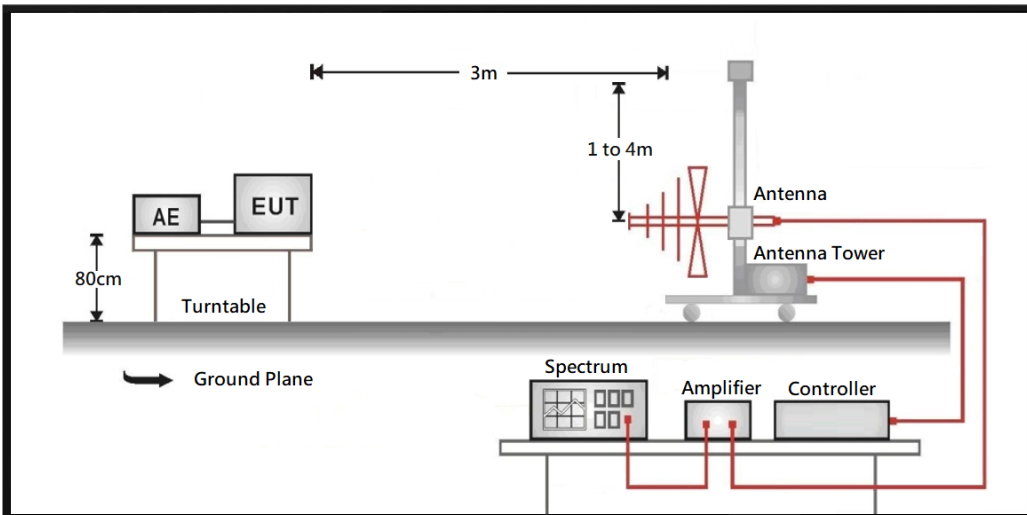 3m
1 to 4m
Antenna
AE
EUT
Antenna Tower
80cm
Turntable
Ground Plane
Spectrum
Amplifier
Controller